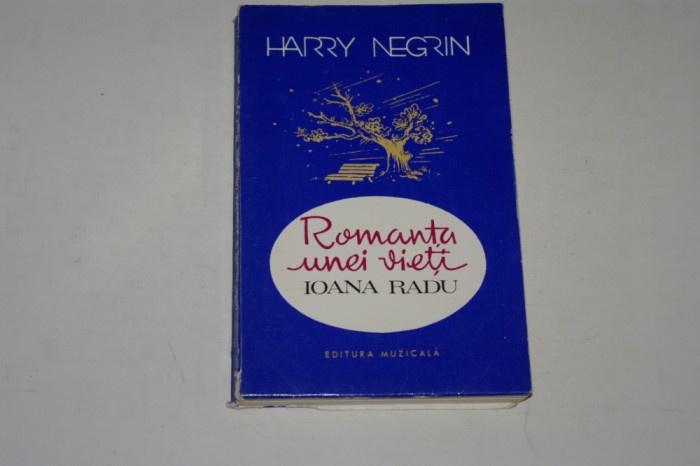 HARRY NEGRIN
Romanța
unei vieți
IOANA RADU
EDITURA MUZICALĂ